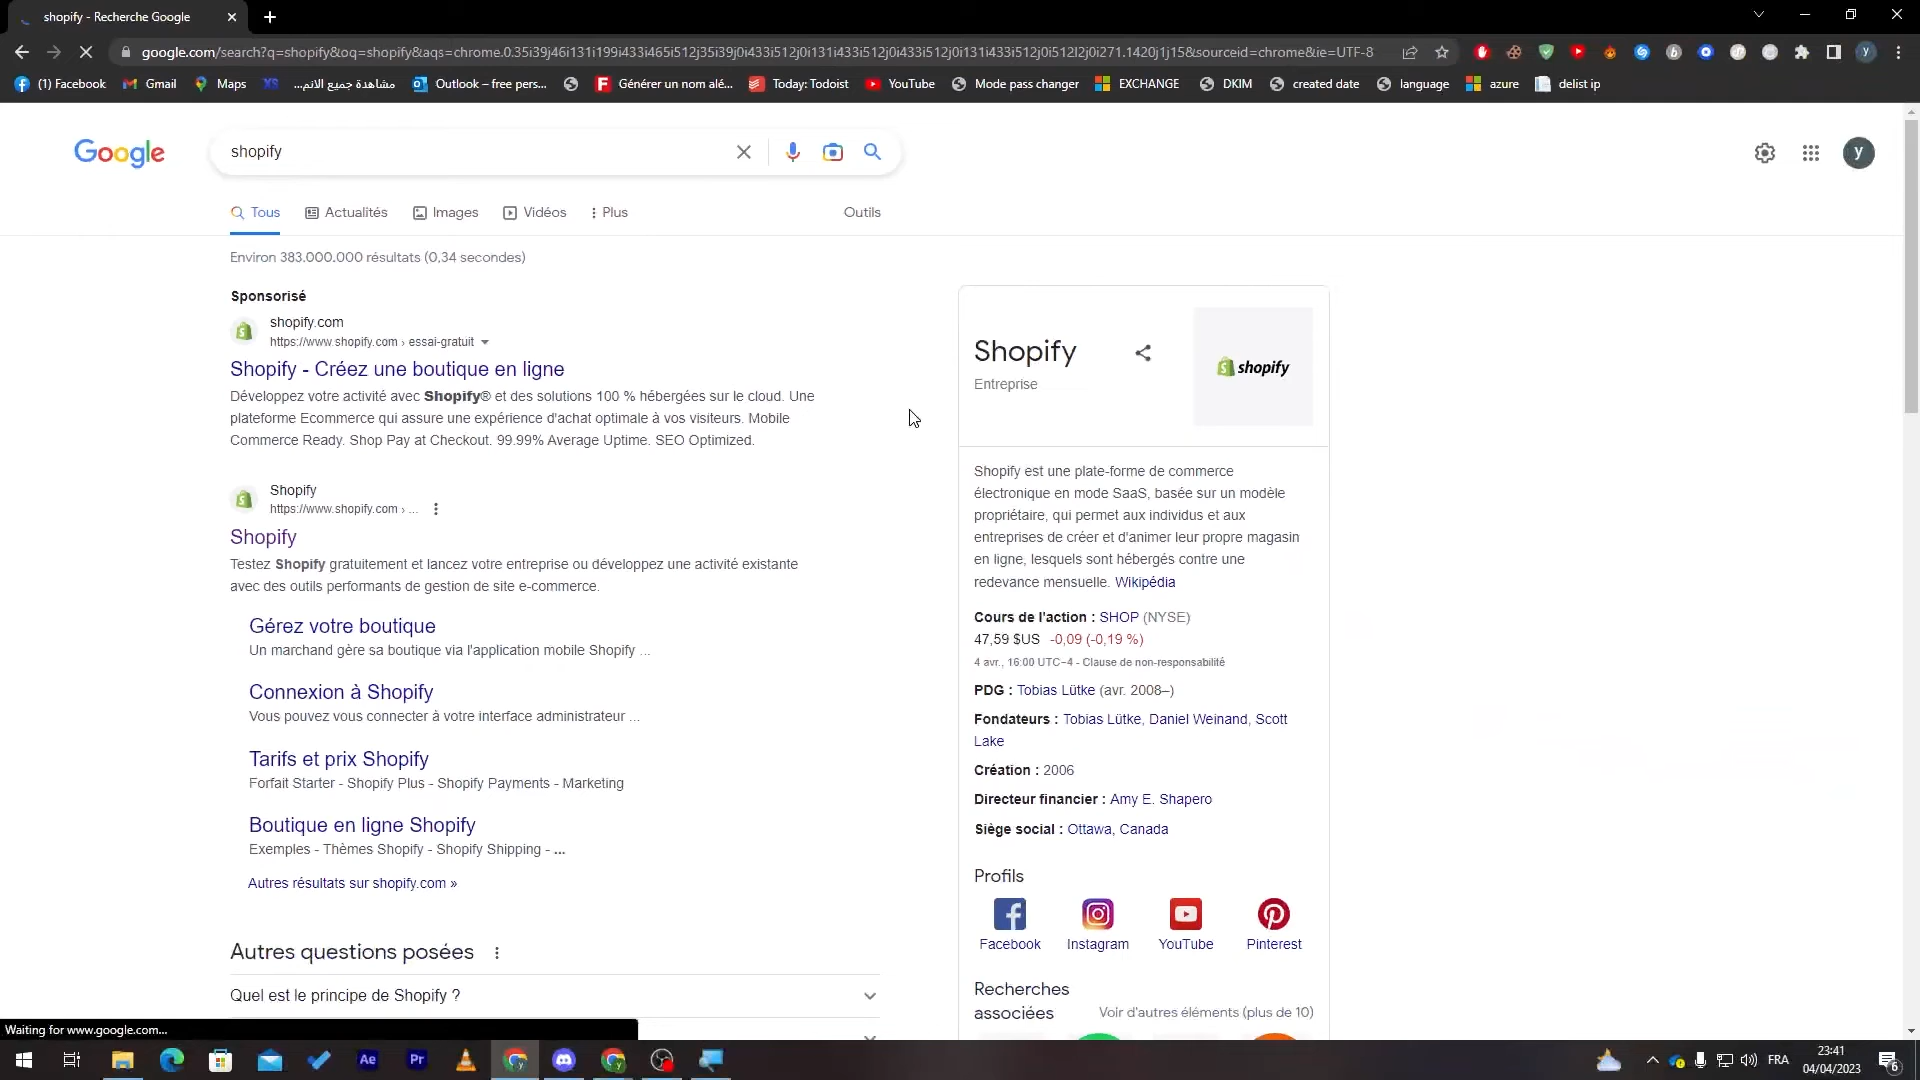 shopify - Recherche Google
google.com/search?q=shopify&oq=shopify&aqs=chrome.0.35i39j46i131i199i433i465i512j35i39j0i433i512j0i131i433i512j0i433i512j0i131i433i512j0i512l2j0i271.1420j1j15&sourceid=chrome&ie=UTF-8
(1) Facebook
Gmail
Maps
مشاهدة جميع الانم...
Outlook – free pers...
Générer un nom alé...
Today: Todoist
YouTube
Mode pass changer
EXCHANGE
DKIM
created date
language
azure
delist ip
Google
shopify
y
Tous
Actualités
Images
Vidéos
Plus
Outils
Environ 383.000.000 résultats (0,34 secondes)
Sponsorisé
shopify.com
https://www.shopify.com › essai-gratuit
Shopify - Créez une boutique en ligne
Développez votre activité avec Shopify® et des solutions 100 % hébergées sur le cloud. Une
plateforme Ecommerce qui assure une expérience d'achat optimale à vos visiteurs. Mobile
Commerce Ready. Shop Pay at Checkout. 99.99% Average Uptime. SEO Optimized.
Shopify
https://www.shopify.com › ...
Shopify
Testez Shopify gratuitement et lancez votre entreprise ou développez une activité existante
avec des outils performants de gestion de site e-commerce.
Gérez votre boutique
Un marchand gère sa boutique via l'application mobile Shopify ...
Connexion à Shopify
Vous pouvez vous connecter à votre interface administrateur ...
Tarifs et prix Shopify
Forfait Starter - Shopify Plus - Shopify Payments - Marketing
Boutique en ligne Shopify
Exemples - Thèmes Shopify - Shopify Shipping - ...
Autres résultats sur shopify.com »
Autres questions posées
Quel est le principe de Shopify ?
Shopify
Entreprise
shopify
Shopify est une plate-forme de commerce
électronique en mode SaaS, basée sur un modèle
propriétaire, qui permet aux individus et aux
entreprises de créer et d'animer leur propre magasin
en ligne, lesquels sont hébergés contre une
redevance mensuelle. Wikipédia
Cours de l'action : SHOP (NYSE)
47,59 $US -0,09 (-0,19 %)
4 avr., 16:00 UTC−4 - Clause de non-responsabilité
PDG : Tobias Lütke (avr. 2008–)
Fondateurs : Tobias Lütke, Daniel Weinand, Scott
Lake
Création : 2006
Directeur financier : Amy E. Shapero
Siège social : Ottawa, Canada
Profils
Facebook
Instagram
YouTube
Pinterest
Recherches
associées
Voir d'autres éléments (plus de 10)
Waiting for www.google.com...
Ae
Pr
FRA
23:41
04/04/2023
6